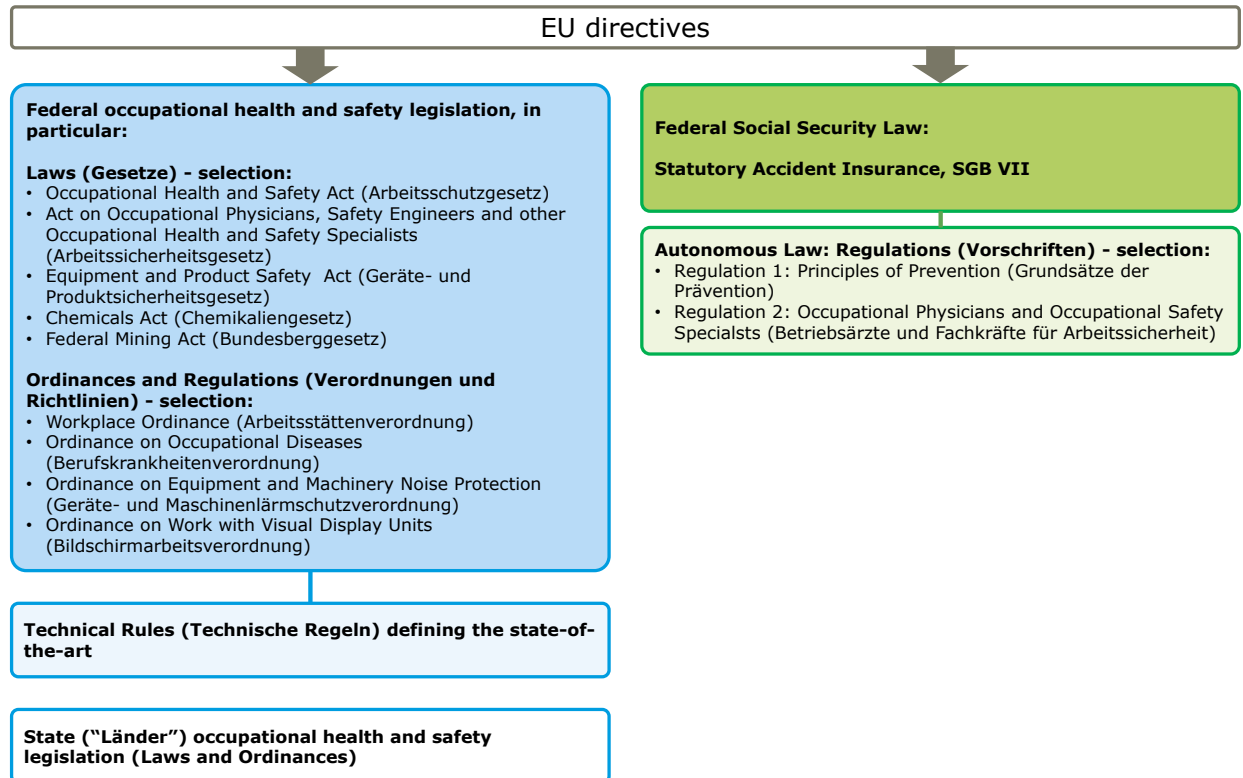 EU directives
Federal occupational health and safety legislation, in
particular:
Laws (Gesetze) - selection:
• Occupational Health and Safety Act (Arbeitsschutzgesetz)
• Act on Occupational Physicians, Safety Engineers and other
Occupational Health and Safety Specialists
(Arbeitssicherheitsgesetz)
• Equipment and Product Safety  Act (Geräte- und
Produktsicherheitsgesetz)
• Chemicals Act (Chemikaliengesetz)
• Federal Mining Act (Bundesberggesetz)
Ordinances and Regulations (Verordnungen und
Richtlinien) - selection:
• Workplace Ordinance (Arbeitsstättenverordnung)
• Ordinance on Occupational Diseases
(Berufskrankheitenverordnung)
• Ordinance on Equipment and Machinery Noise Protection
(Geräte- und Maschinenlärmschutzverordnung)
• Ordinance on Work with Visual Display Units
(Bildschirmarbeitsverordnung)
Technical Rules (Technische Regeln) defining the state-of-
the-art
State (“Länder”) occupational health and safety
legislation (Laws and Ordinances)
Federal Social Security Law:
Statutory Accident Insurance, SGB VII
Autonomous Law: Regulations (Vorschriften) - selection:
• Regulation 1: Principles of Prevention (Grundsätze der
Prävention)
• Regulation 2: Occupational Physicians and Occupational Safety
Specialsts (Betriebsärzte und Fachkräfte für Arbeitssicherheit)